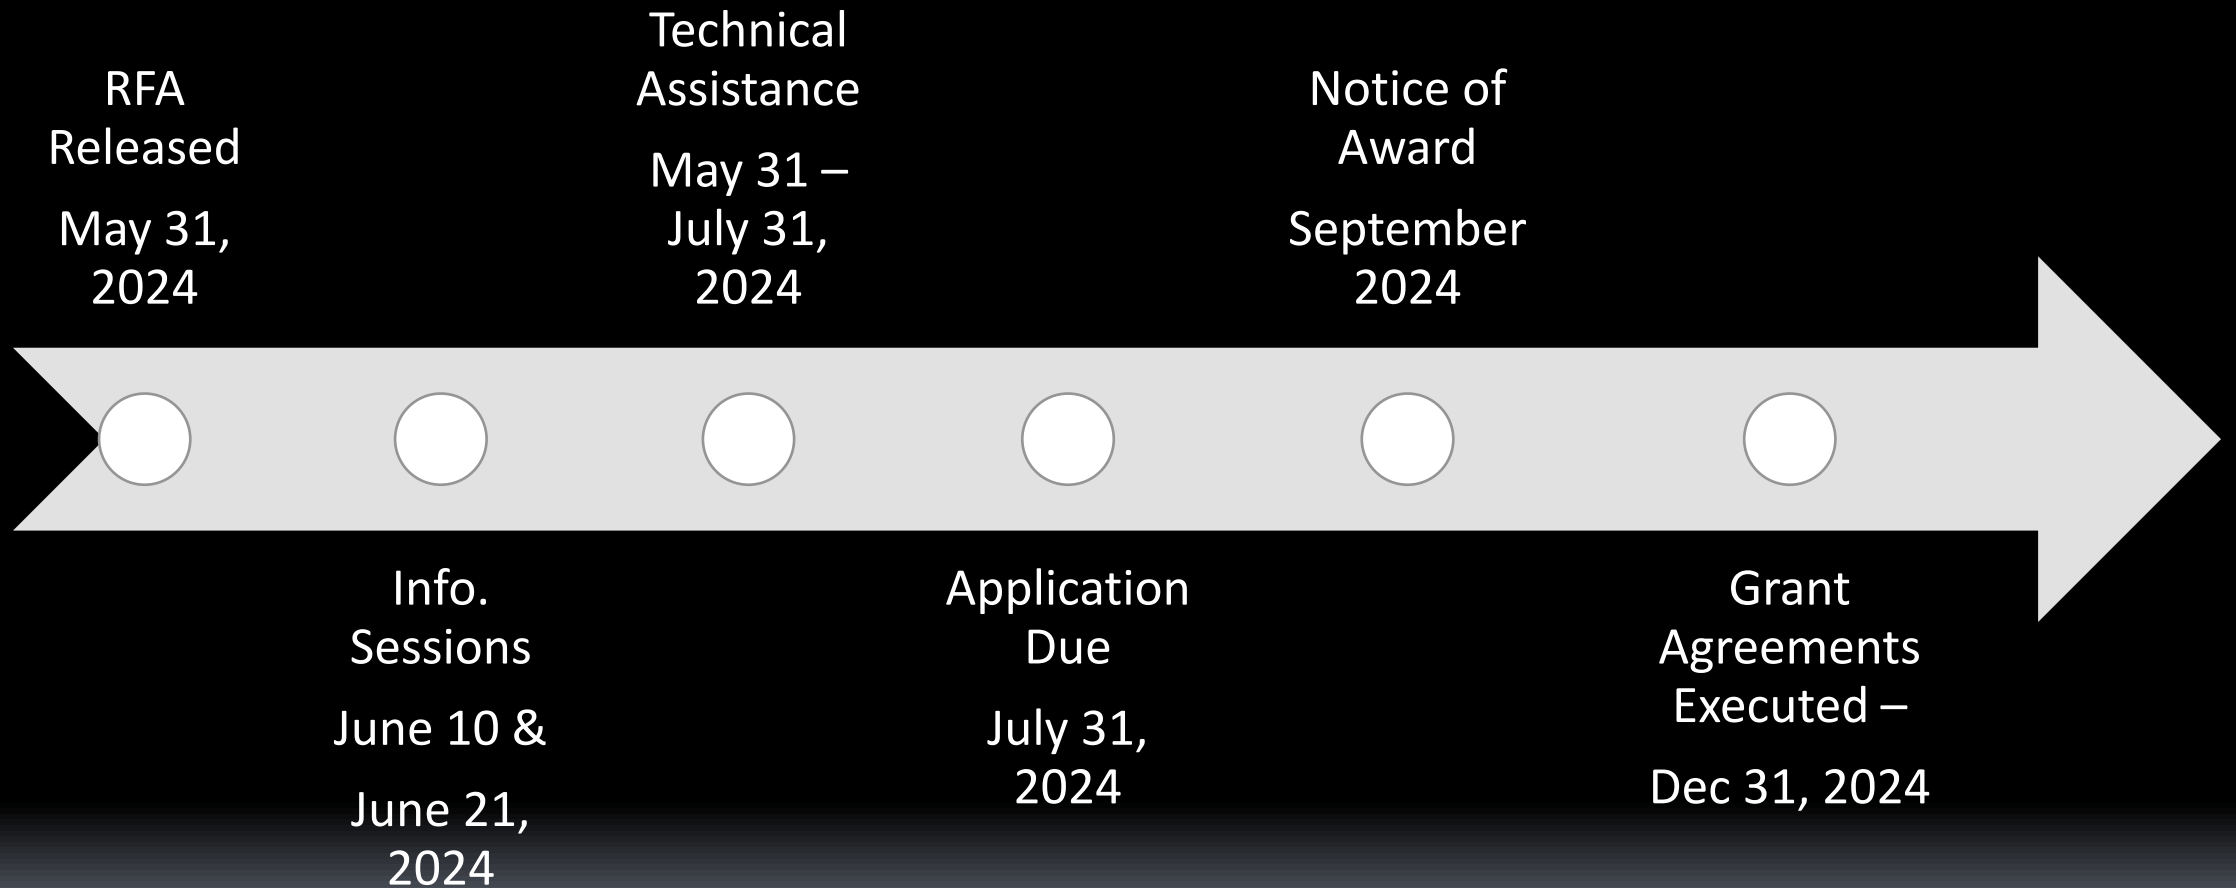 RFA
Released
May 31,
2024
Info.
Sessions
June 10 &
June 21,
2024
Technical
Assistance
May 31 –
July 31,
2024
Application
Due
July 31,
2024
Notice of
Award
September
2024
Grant
Agreements
Executed –
Dec 31, 2024